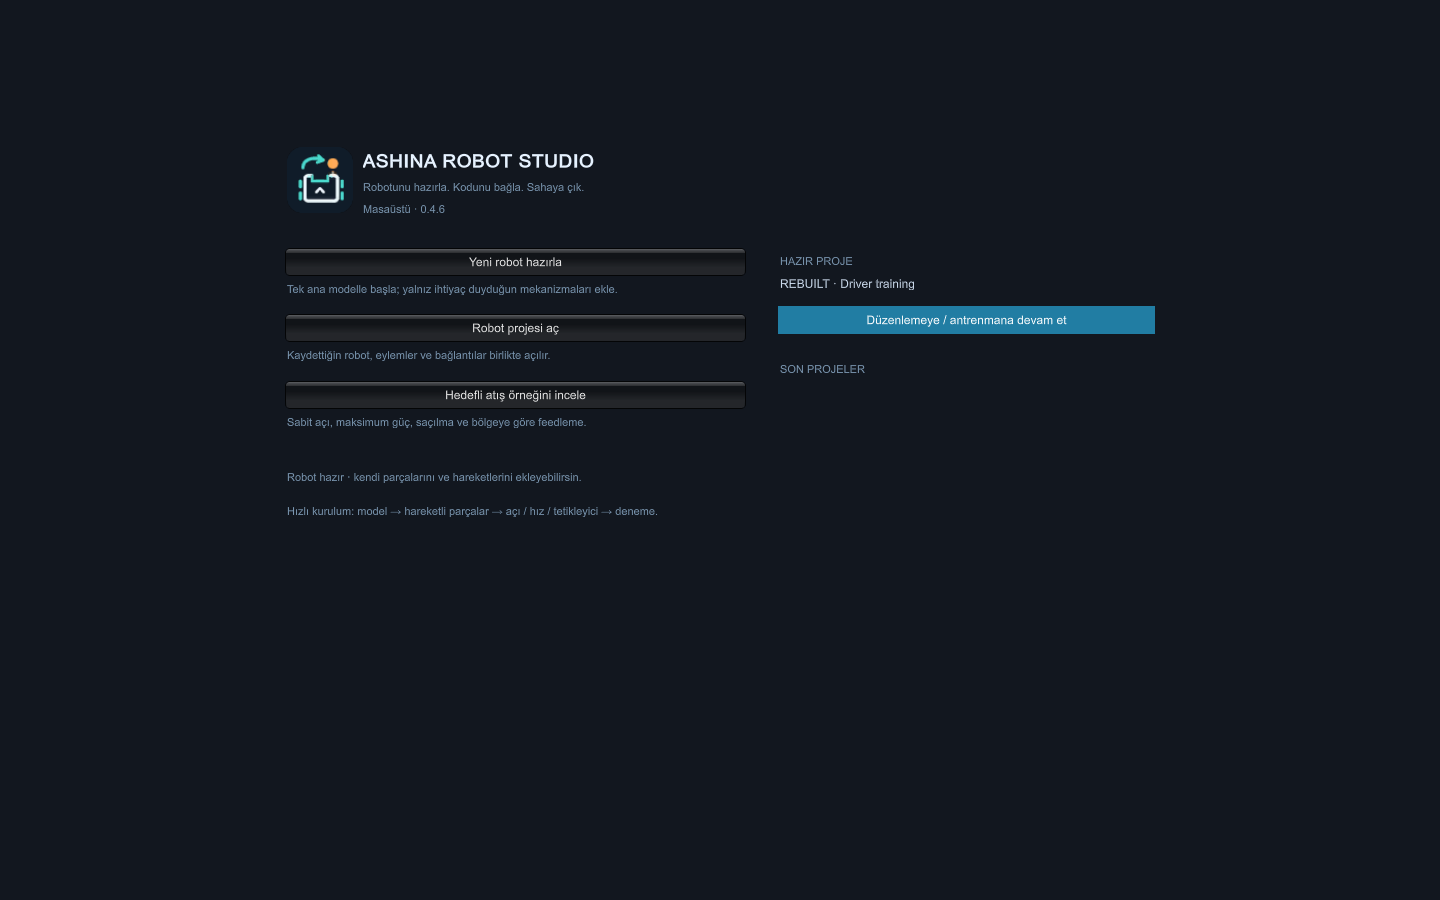 ASHINA ROBOT STUDIO
Robotunu hazırla. Kodunu bağla. Sahaya çık.
Masaüstü · 0.4.6
Yeni robot hazırla
Tek ana modelle başla; yalnız ihtiyaç duyduğun mekanizmaları ekle.
Robot projesi aç
Kaydettiğin robot, eylemler ve bağlantılar birlikte açılır.
Hedefli atış örneğini incele
Sabit açı, maksimum güç, saçılma ve bölgeye göre feedleme.
Robot hazır · kendi parçalarını ve hareketlerini ekleyebilirsin.
Hızlı kurulum: model → hareketli parçalar → açı / hız / tetikleyici → deneme.
HAZIR PROJE
REBUILT · Driver training
Düzenlemeye / antrenmana devam et
SON PROJELER